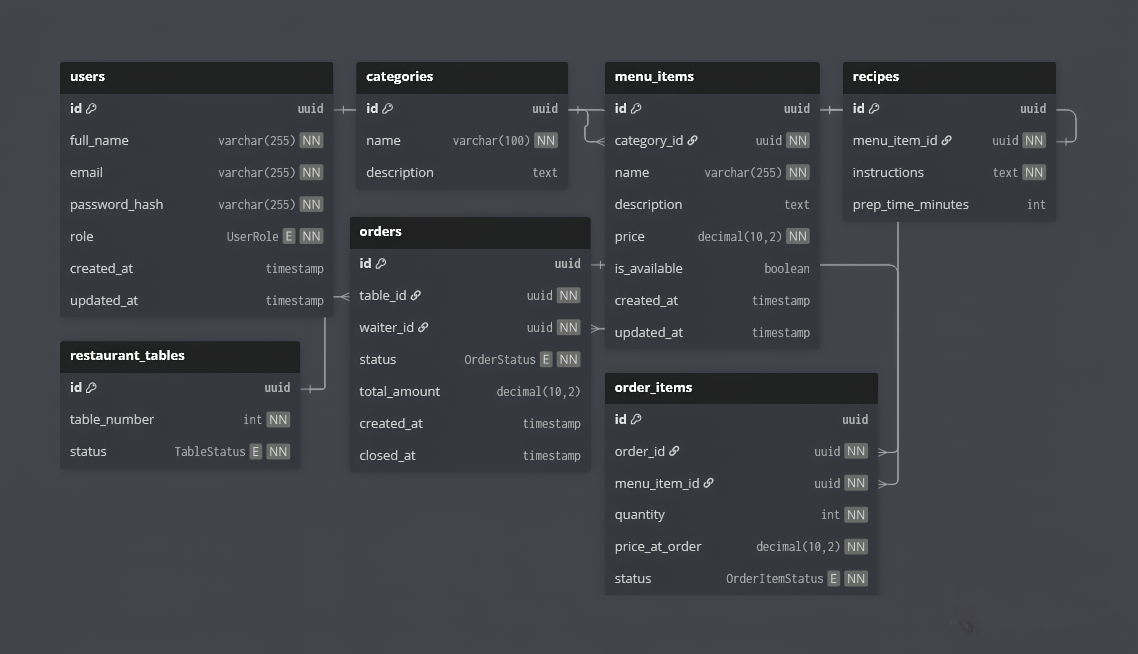 users
id uuid
full_name varchar(255) NN
email varchar(255) NN
password_hash varchar(255) NN
role UserRole E NN
created_at timestamp
updated_at timestamp
categories
id uuid
name varchar(100) NN
description text
menu_items
id uuid
category_id uuid NN
name varchar(255) NN
description text
price decimal(10,2) NN
is_available boolean
created_at timestamp
updated_at timestamp
recipes
id uuid
menu_item_id uuid NN
instructions text NN
prep_time_minutes int
orders
id uuid
table_id uuid NN
waiter_id uuid NN
status OrderStatus E NN
total_amount decimal(10,2)
created_at timestamp
closed_at timestamp
restaurant_tables
id uuid
table_number int NN
status TableStatus E NN
order_items
id uuid
order_id uuid NN
menu_item_id uuid NN
quantity int NN
price_at_order decimal(10,2) NN
status OrderItemStatus E NN